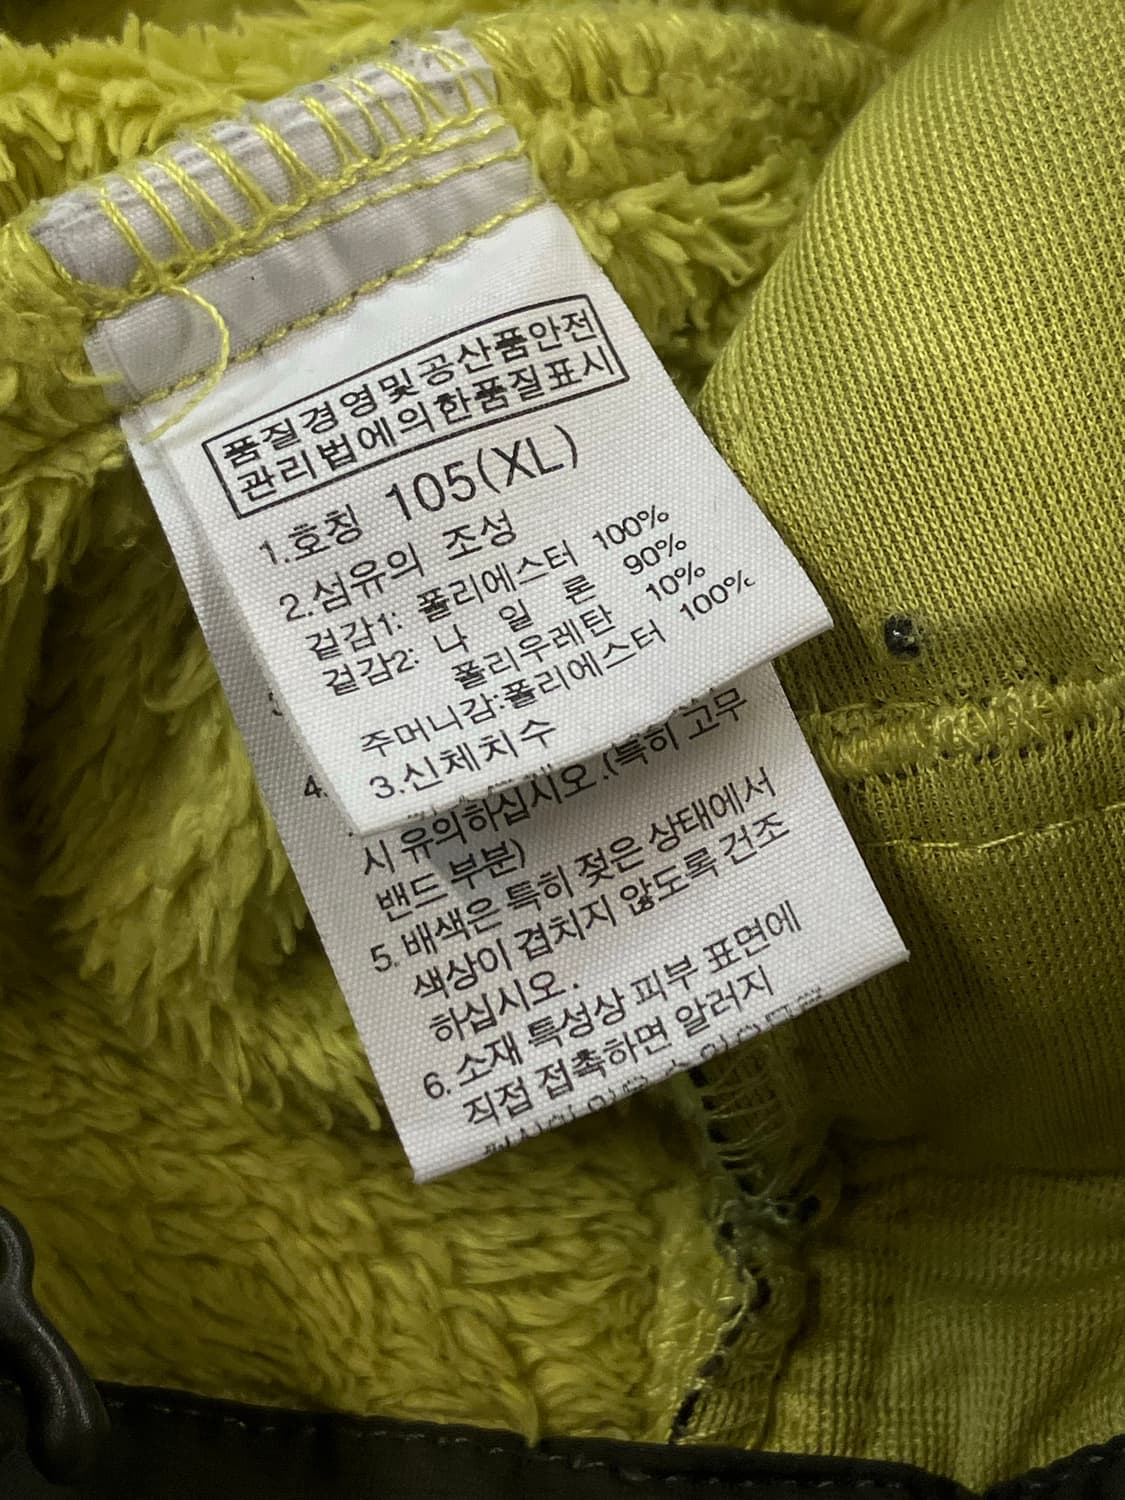 품질경영및공산품안전
관리법에의한품질표시
1.호칭 105(XL)
2.섬유의 조성
겉감1: 폴리에스터 100%
겉감2: 나 일 론 90%
폴리우레탄 10%
주머니감:폴리에스터 100%
3.신체치수
4.
시 유의하십시오.(특히 고무
밴드 부분)
5. 배색은 특히 젖은 상태에서
색상이 겹치지 않도록 건조
하십시오.
6. 소재 특성상 피부 표면에
직접 접촉하면 알러지